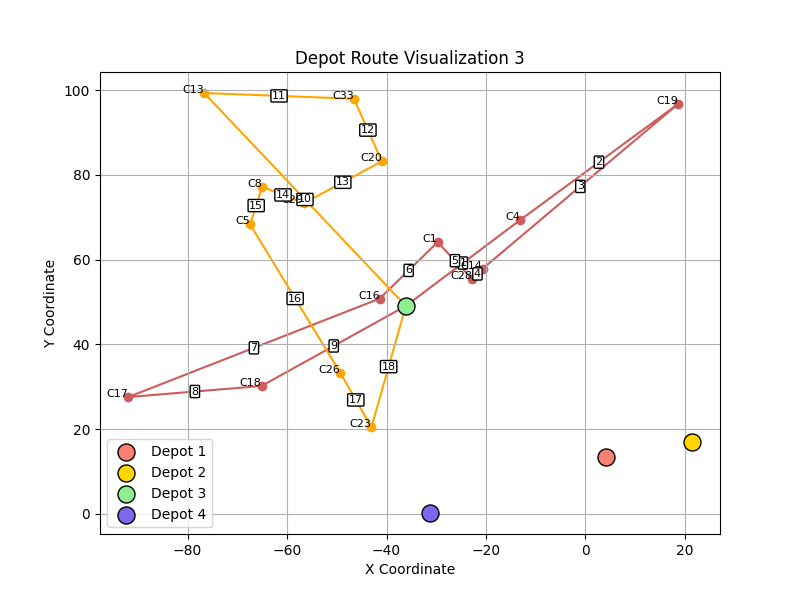 Depot Route Visualization 3
100
80
60
40
20
0
Y Coordinate
−80
−60
−40
−20
0
20
X Coordinate
C13
11
C33
12
C20
13
C8
14
10
15
C5
16
C26
17
C23
18
C19
2
3
C4
C1
5
C14
4
C28
6
C16
7
9
C17
8
C18
Depot 1
Depot 2
Depot 3
Depot 4